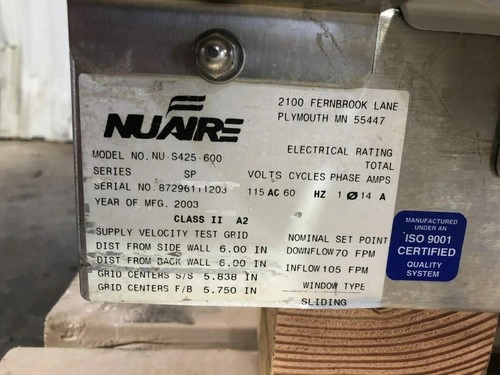 NUAIRE
2100 FERNBROOK LANE
PLYMOUTH MN 55447
MODEL NO. NU-S425-600
SERIES SP
SERIAL NO. 87296111203
YEAR OF MFG. 2003
ELECTRICAL RATING
TOTAL
VOLTS CYCLES PHASE AMPS
115 AC 60 HZ 1 Ø 14 A
CLASS II A2
SUPPLY VELOCITY TEST GRID
DIST FROM SIDE WALL 6.00 IN
DIST FROM BACK WALL 6.00 IN
GRID CENTERS S/S 5.838 IN
GRID CENTERS F/B 5.750 IN
NOMINAL SET POINT
DOWNFLOW 70 FPM
INFLOW 105 FPM
WINDOW TYPE
SLIDING
MANUFACTURED
UNDER AN
ISO 9001
CERTIFIED
QUALITY
SYSTEM